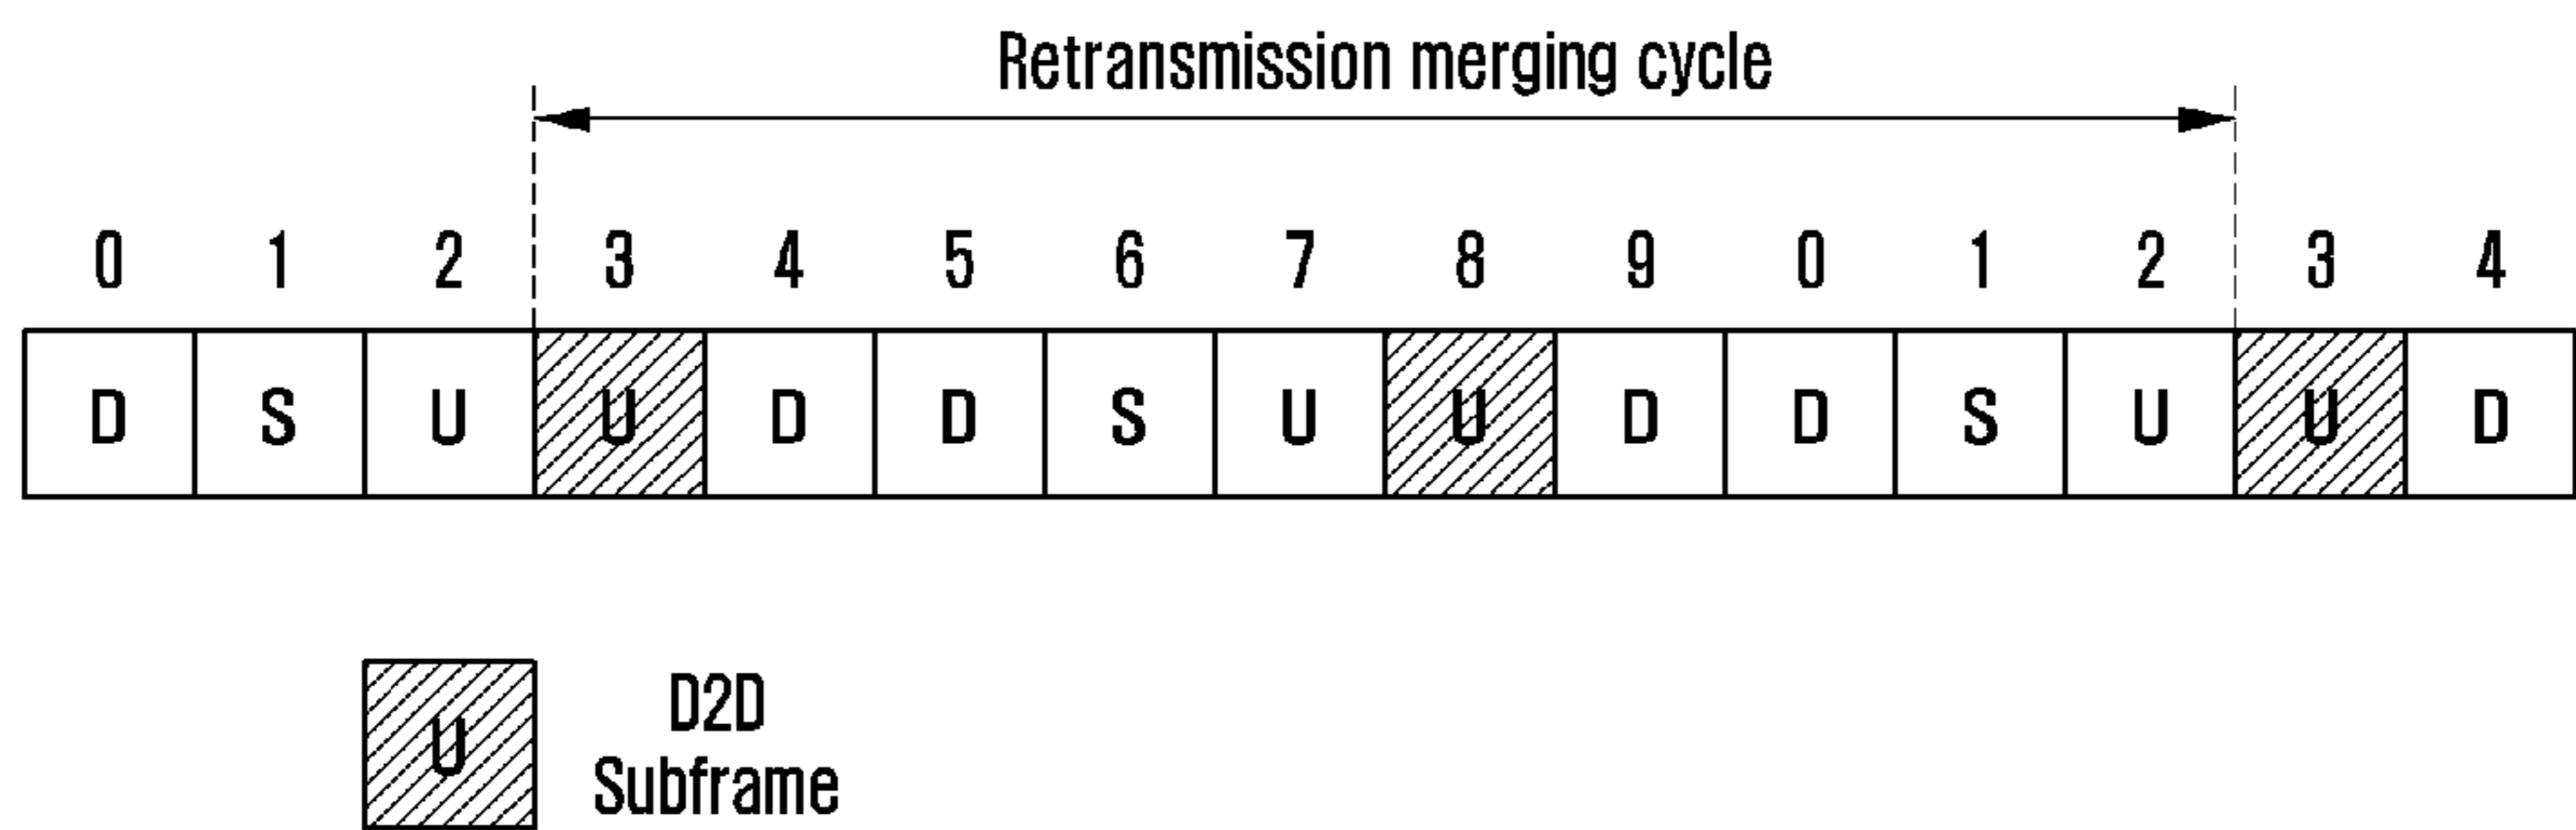 Retransmission merging cycle
0 1 2 3 4 5 6 7 8 9 0 1 2 3 4
D S U U D D S U U D D S U U D
U D2D
Subframe